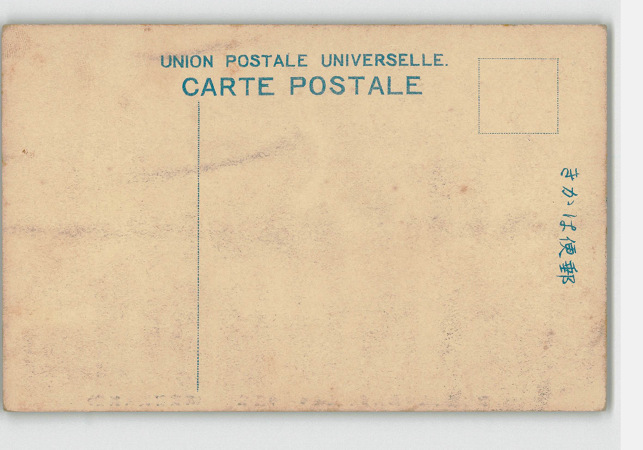 UNION POSTALE UNIVERSELLE.
CARTE POSTALE
きかは便郵